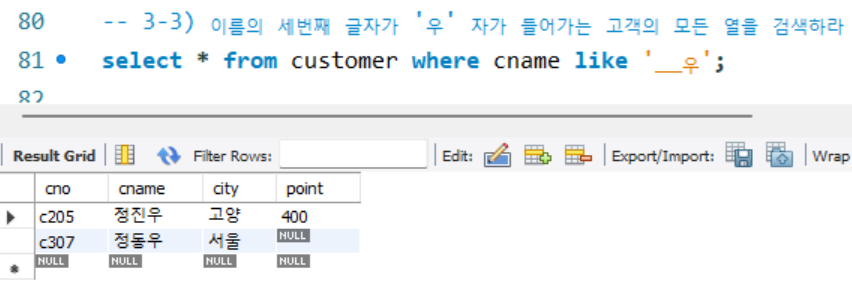 80 -- 3-3) 이름의 세번째 글자가 '우' 자가 들어가는 고객의 모든 열을 검색하라
81 select * from customer where cname like '__우';
82
Result Grid Filter Rows: Edit: Export/Import: Wrap
cno cname city point
c205 정진우 고양 400
c307 정동우 서울 NULL
NULL NULL NULL NULL